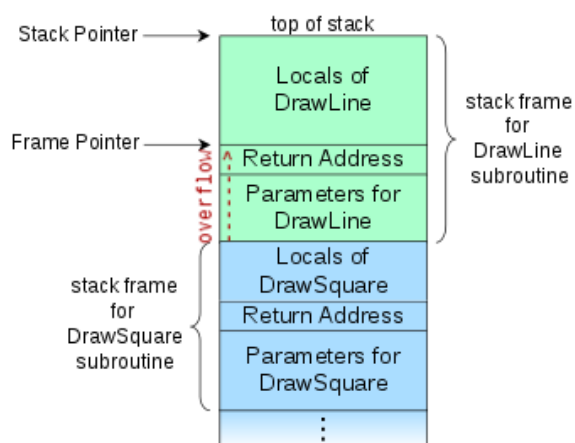 top of stack
Stack Pointer
Locals of
DrawLine
stack frame
for
DrawLine
subroutine
Frame Pointer
overflow
Return Address
Parameters for
DrawLine
stack frame
for
DrawSquare
subroutine
Locals of
DrawSquare
Return Address
Parameters for
DrawSquare
⋮